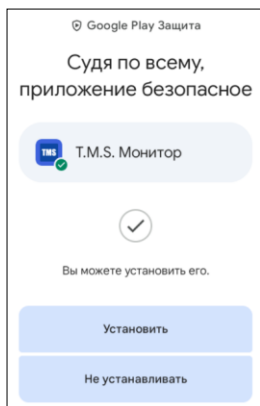 Google Play Защита
Судя по всему,
приложение безопасное
TMS
T.M.S. Монитор
Вы можете установить его.
Установить
Не устанавливать